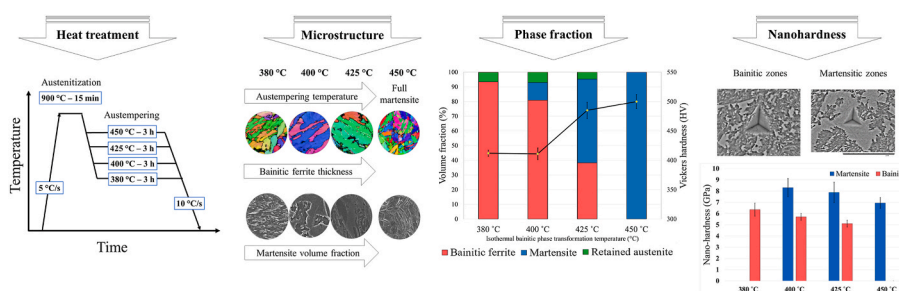 Heat treatment
Austenitization
900 °C – 15 min
Austempering
450 °C – 3 h
425 °C – 3 h
400 °C – 3 h
380 °C – 3 h
5 °C/s
10 °C/s
Temperature
Time
Microstructure
380 °C 400 °C 425 °C 450 °C
Austempering temperature
Full
martensite
Bainitic ferrite thickness
Martensite volume fraction
Phase fraction
Volume fraction (%)
100
90
80
70
60
50
40
30
20
10
0
550
500
450
400
350
300
Vickers hardness (HV)
380 °C 400 °C 425 °C 450 °C
Isothermal bainitic phase transformation temperature (°C)
Bainitic ferrite Martensite Retained austenite
Nanohardness
Bainitic zones Martensitic zones
Martensite
Nano-hardness (GPa)
10
9
8
7
6
5
4
3
2
1
0
380 °C 400 °C 425 °C 450 °C